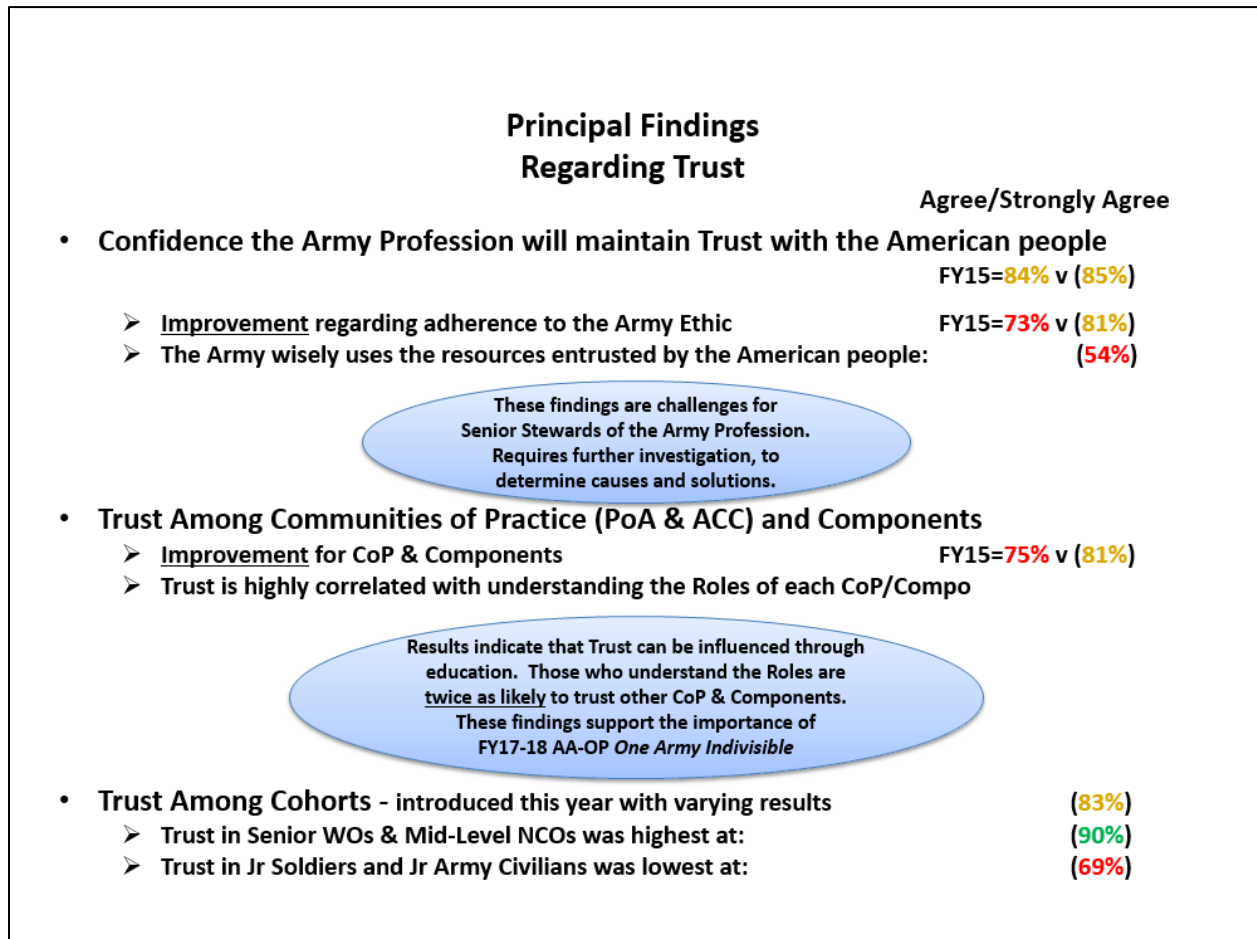 Principal Findings
Regarding Trust
Agree/Strongly Agree
• Confidence the Army Profession will maintain Trust with the American people
FY15=84% v (85%)
➢ Improvement regarding adherence to the Army Ethic FY15=73% v (81%)
➢ The Army wisely uses the resources entrusted by the American people: (54%)
These findings are challenges for
Senior Stewards of the Army Profession.
Requires further investigation, to
determine causes and solutions.
• Trust Among Communities of Practice (PoA & ACC) and Components
➢ Improvement for CoP & Components FY15=75% v (81%)
➢ Trust is highly correlated with understanding the Roles of each CoP/Compo
Results indicate that Trust can be influenced through
education. Those who understand the Roles are
twice as likely to trust other CoP & Components.
These findings support the importance of
FY17-18 AA-OP One Army Indivisible
• Trust Among Cohorts - introduced this year with varying results (83%)
➢ Trust in Senior WOs & Mid-Level NCOs was highest at: (90%)
➢ Trust in Jr Soldiers and Jr Army Civilians was lowest at: (69%)